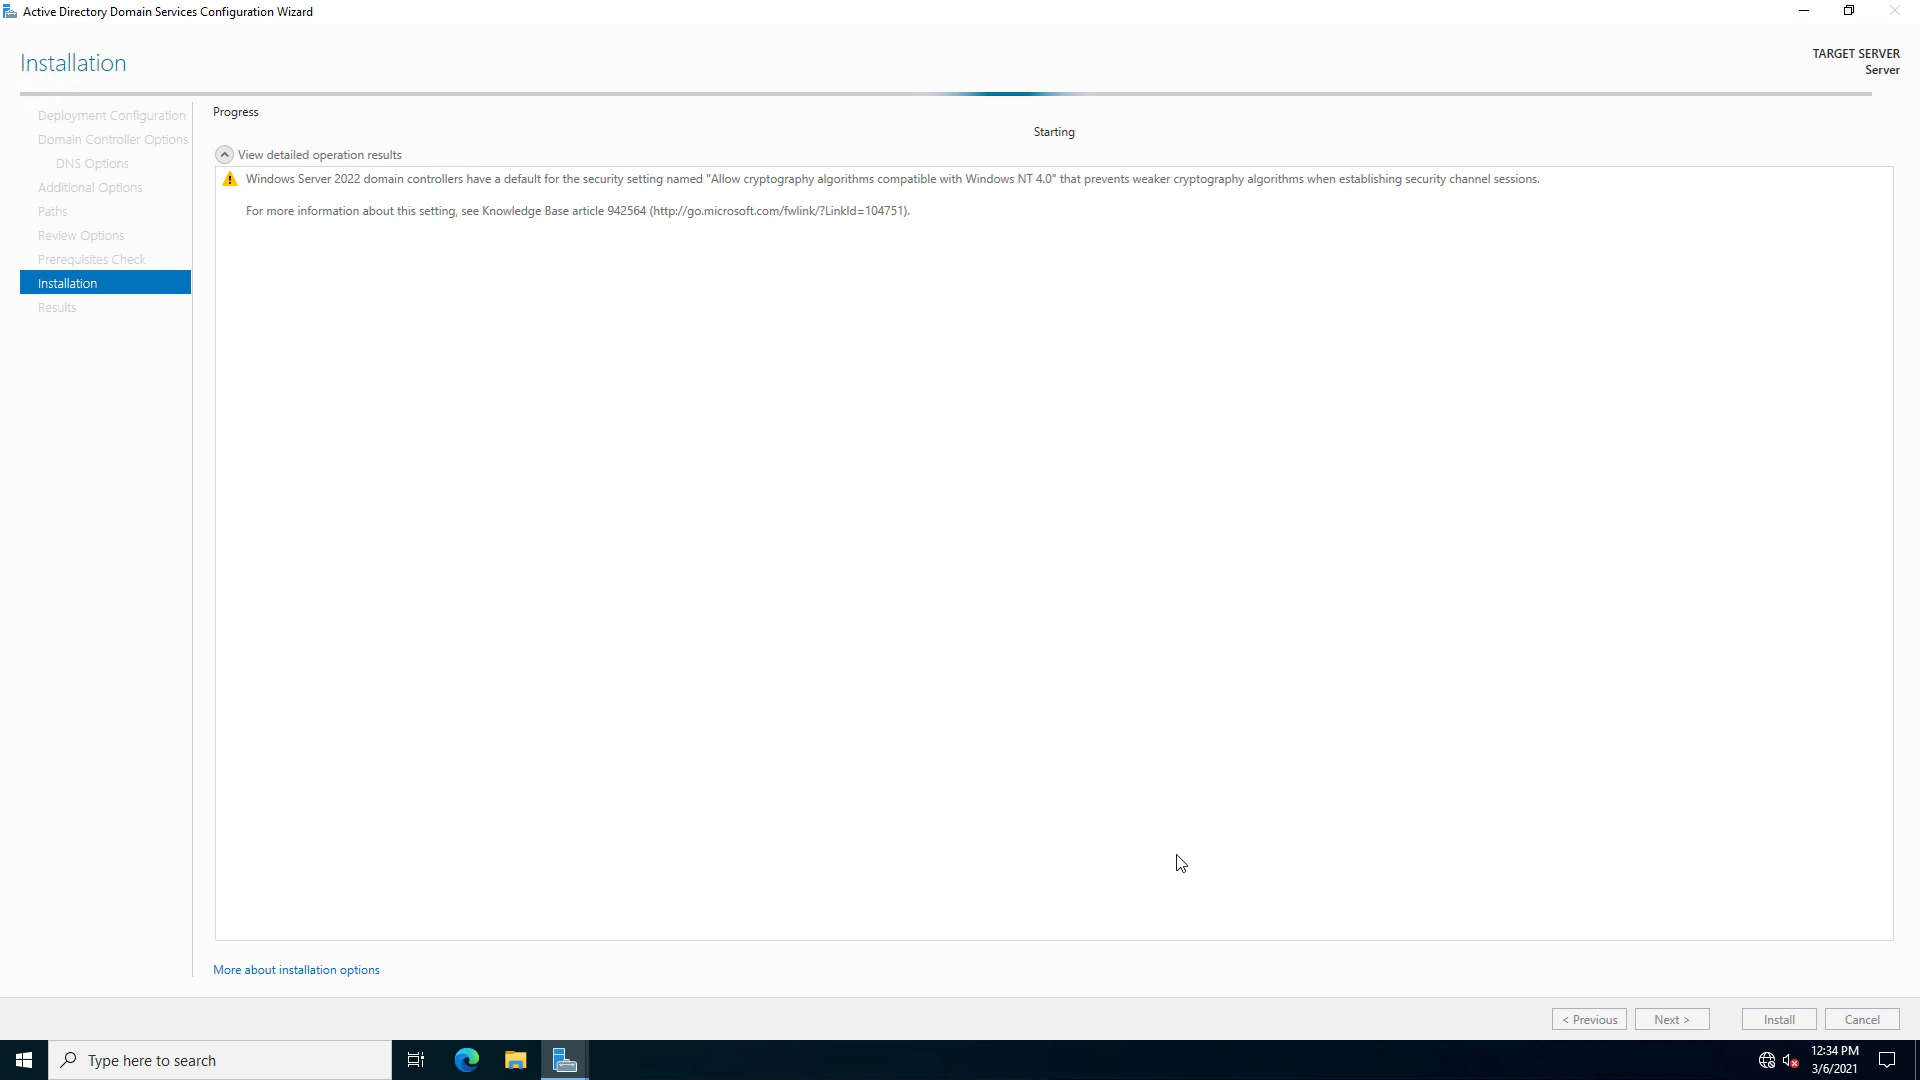 Active Directory Domain Services Configuration Wizard
Installation
TARGET SERVER
Server
Deployment Configuration
Domain Controller Options
DNS Options
Additional Options
Paths
Review Options
Prerequisites Check
Installation
Results
Progress
Starting
View detailed operation results
Windows Server 2022 domain controllers have a default for the security setting named "Allow cryptography algorithms compatible with Windows NT 4.0" that prevents weaker cryptography algorithms when establishing security channel sessions.
For more information about this setting, see Knowledge Base article 942564 (http://go.microsoft.com/fwlink/?LinkId=104751).
More about installation options
< Previous
Next >
Install
Cancel
Type here to search
12:34 PM
3/6/2021